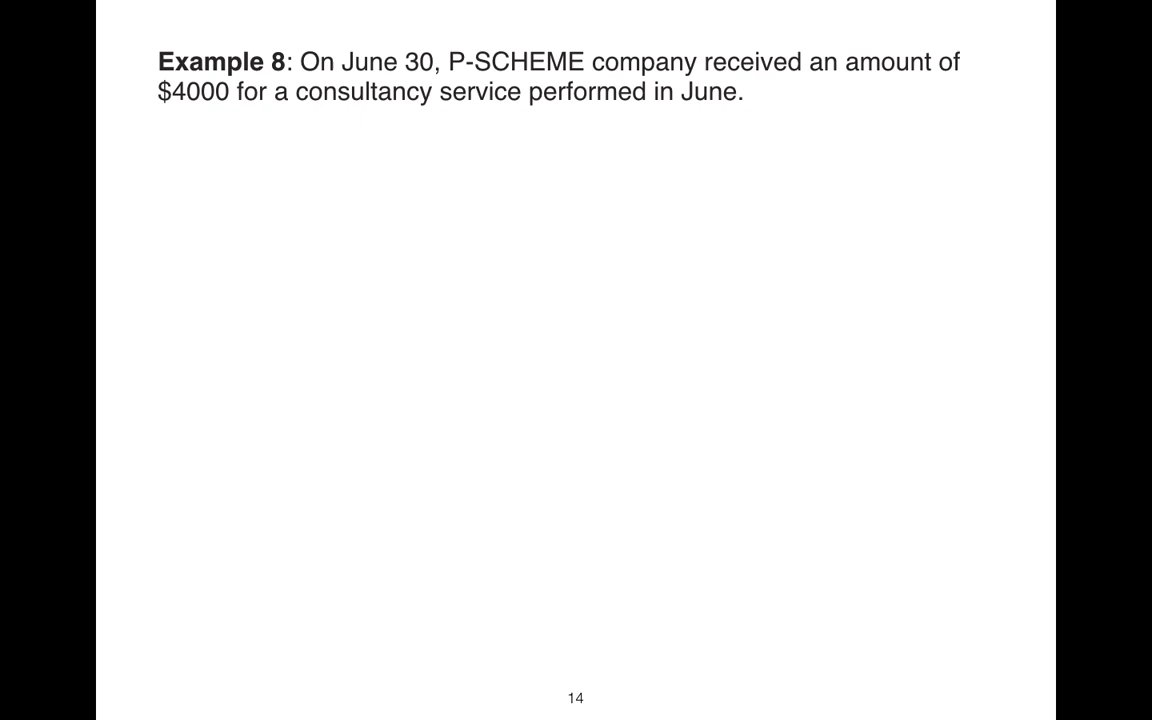 Example 8: On June 30, P-SCHEME company received an amount of
$4000 for a consultancy service performed in June.
14